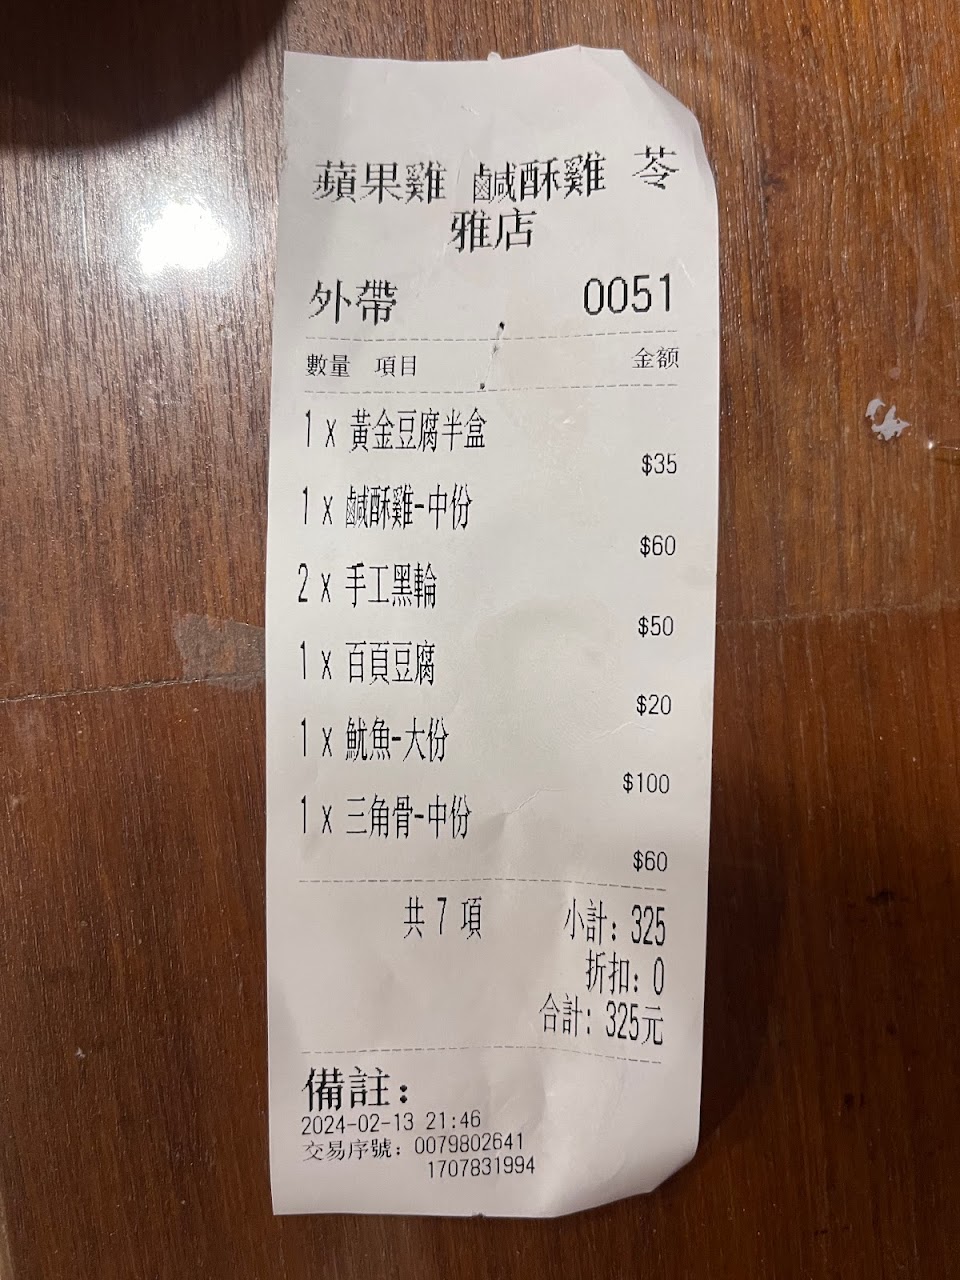 蘋果雞 鹹酥雞 苓
雅店
外帶 0051
數量 項目 金額
1 x 黃金豆腐半盒
$35
1 x 鹹酥雞-中份
$60
2 x 手工黑輪
$50
1 x 百頁豆腐
$20
1 x 魷魚-大份
$100
1 x 三角骨-中份
$60
共 7 項 小計: 325
折扣: 0
合計: 325元
備註:
2024-02-13 21:46
交易序號: 0079802641
1707831994